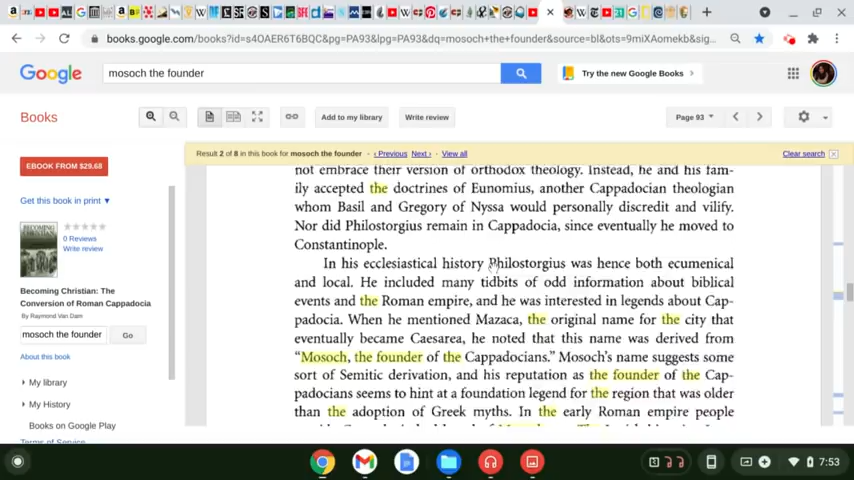 books.google.com/books?id=s4OAER6T6BQC&pg=PA93&lpg=PA93&dq=mosoch+the+founder&source=bl&ots=9miXAomekb&sig...
Google
mosoch the founder
Try the new Google Books
Books
Add to my library
Write review
Page 93
Result 2 of 8 in this book for mosoch the founder
‹ Previous
Next ›
- View all
Clear search
EBOOK FROM $29.68
Get this book in print ▼
0 Reviews
Write review
Becoming Christian: The
Conversion of Roman Cappadocia
By Raymond Van Dam
mosoch the founder
Go
About this book
My library
My History
Books on Google Play
Terms of Service
not embrace their version of orthodox theology. Instead, he and his fam-
ily accepted the doctrines of Eunomius, another Cappadocian theologian
whom Basil and Gregory of Nyssa would personally discredit and vilify.
Nor did Philostorgius remain in Cappadocia, since eventually he moved to
Constantinople.
In his ecclesiastical history Philostorgius was hence both ecumenical
and local. He included many tidbits of odd information about biblical
events and the Roman empire, and he was interested in legends about Cap-
padocia. When he mentioned Mazaca, the original name for the city that
eventually became Caesarea, he noted that this name was derived from
"Mosoch, the founder of the Cappadocians." Mosoch's name suggests some
sort of Semitic derivation, and his reputation as the founder of the Cap-
padocians seems to hint at a foundation legend for the region that was older
than the adoption of Greek myths. In the early Roman empire people
7:53